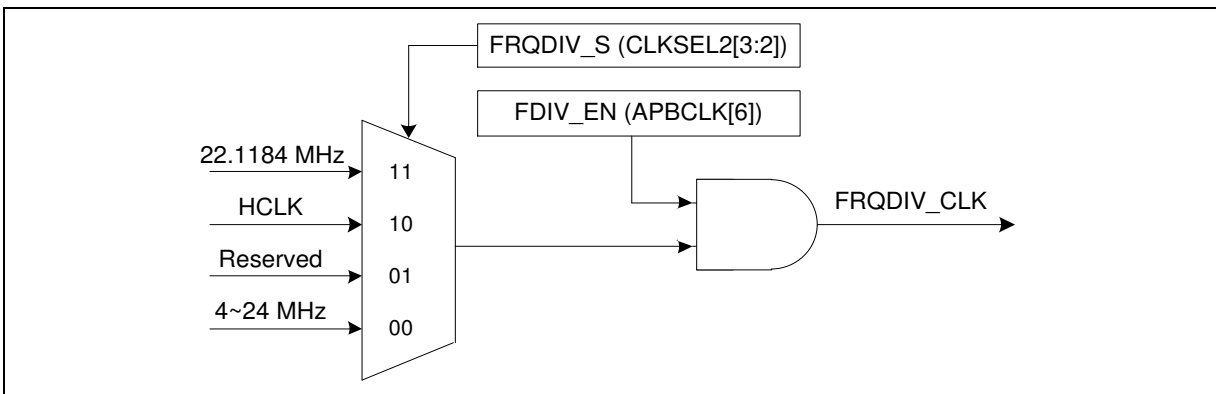 FRQDIV_S (CLKSEL2[3:2])
FDIV_EN (APBCLK[6])
22.1184 MHz
11
HCLK
10
Reserved
01
4~24 MHz
00
FRQDIV_CLK